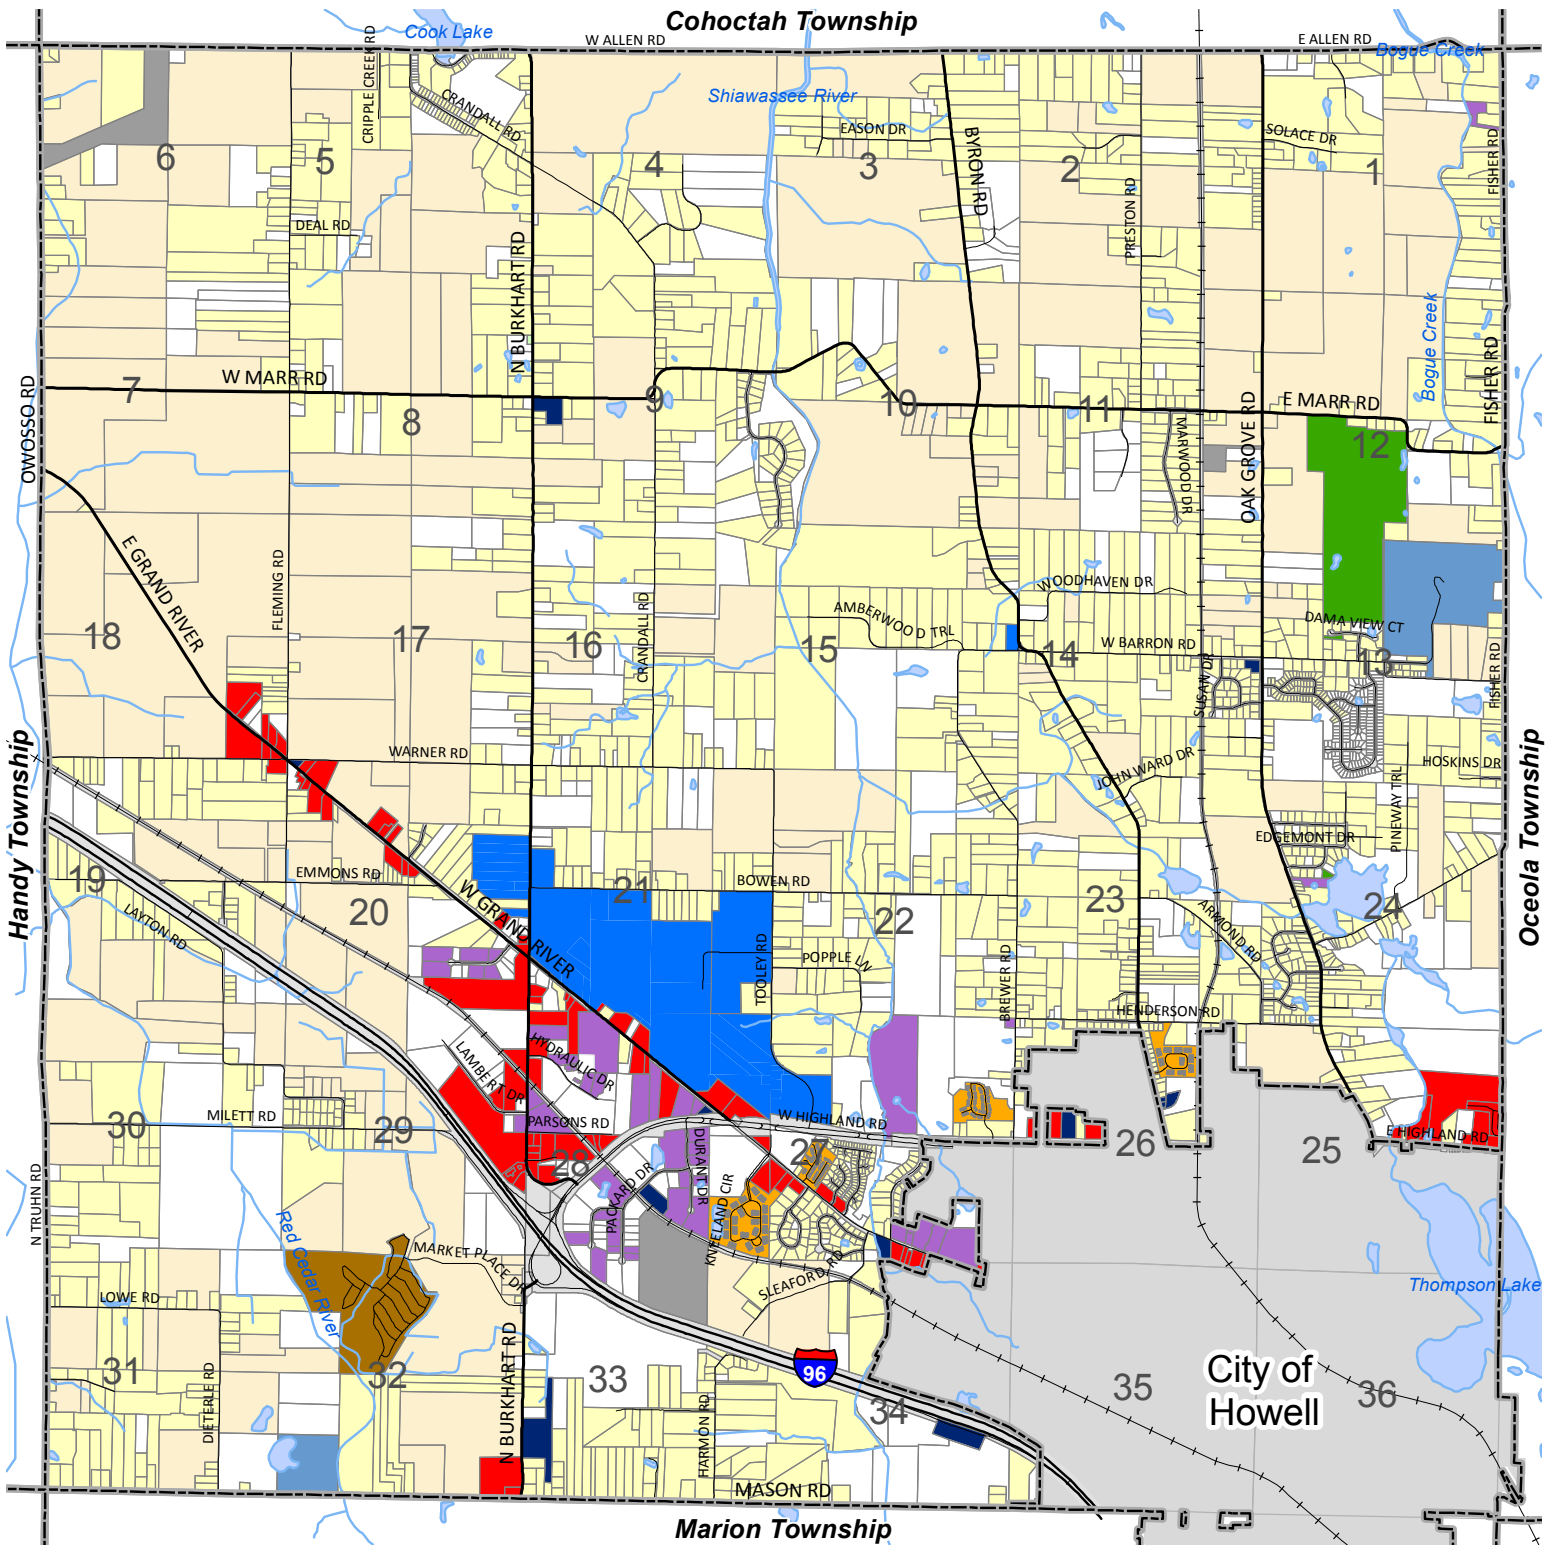 Cohoctah Township
Cook Lake
W ALLEN RD
E ALLEN RD
Bogue Creek
CRIPPLE CREEK RD
CRANDALL RD
Shiawassee River
EASON DR
BYRON RD
SOLACE DR
FISHER RD
6
5
4
3
2
1
DEAL RD
N BURKHART RD
PRESTON RD
Bogue Creek
OWOSSO RD
W MARR RD
7
8
9
10
11
E MARR RD
12
FISHER RD
MARWOOD DR
OAK GROVE RD
E GRAND RIVER
FLEMING RD
CRANDALL RD
WOODHAVEN DR
AMBERWOOD TRL
DAMA VIEW CT
18
17
16
15
14
W BARRON RD
13
SUSAN DR
FISHER RD
WARNER RD
JOHN WARD DR
HOSKINS DR
PINEWAY TRL
EDGEMONT DR
Handy Township
Oceola Township
19
EMMONS RD
20
W GRAND RIVER
21
BOWEN RD
22
23
24
LAYTON RD
ARMOND RD
TOOLEY RD
POPPLE LN
BREWER RD
HENDERSON RD
HYDRAULIC DR
LAMBERT DR
PARSONS RD
W HIGHLAND RD
E HIGHLAND RD
30
MILETT RD
29
28
27
26
25
PACKARD DR
DURANT DR
KNEELAND CIR
N TRUHN RD
Red Cedar River
MARKET PLACE DR
SLEAFORD RD
Thompson Lake
LOWE RD
31
32
33
34
35
36
96
City of
Howell
DIETERLE RD
N BURKHART RD
HARMON RD
MASON RD
Marion Township